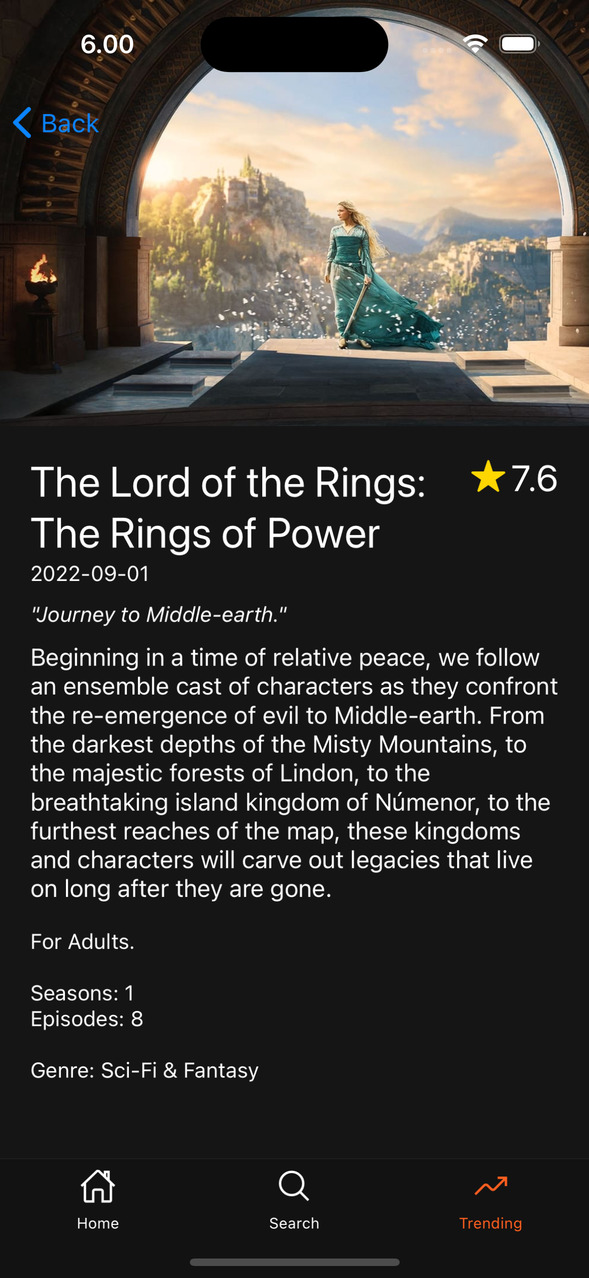 6.00
Back
The Lord of the Rings:
The Rings of Power
7.6
2022-09-01
"Journey to Middle-earth."
Beginning in a time of relative peace, we follow
an ensemble cast of characters as they confront
the re-emergence of evil to Middle-earth. From
the darkest depths of the Misty Mountains, to
the majestic forests of Lindon, to the
breathtaking island kingdom of Númenor, to the
furthest reaches of the map, these kingdoms
and characters will carve out legacies that live
on long after they are gone.
For Adults.
Seasons: 1
Episodes: 8
Genre: Sci-Fi & Fantasy
Home
Search
Trending